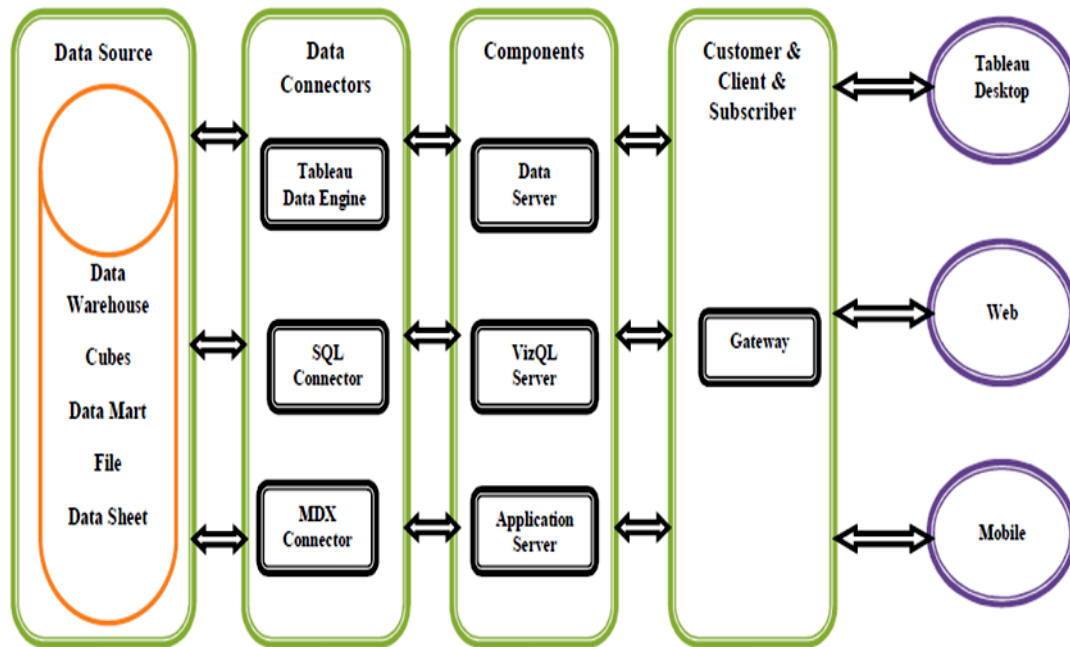 Data Source
Data
Warehouse
Cubes
Data Mart
File
Data Sheet
Data
Connectors
Tableau
Data Engine
SQL
Connector
MDX
Connector
Components
Data
Server
VizQL
Server
Application
Server
Customer &
Client &
Subscriber
Gateway
Tableau
Desktop
Web
Mobile